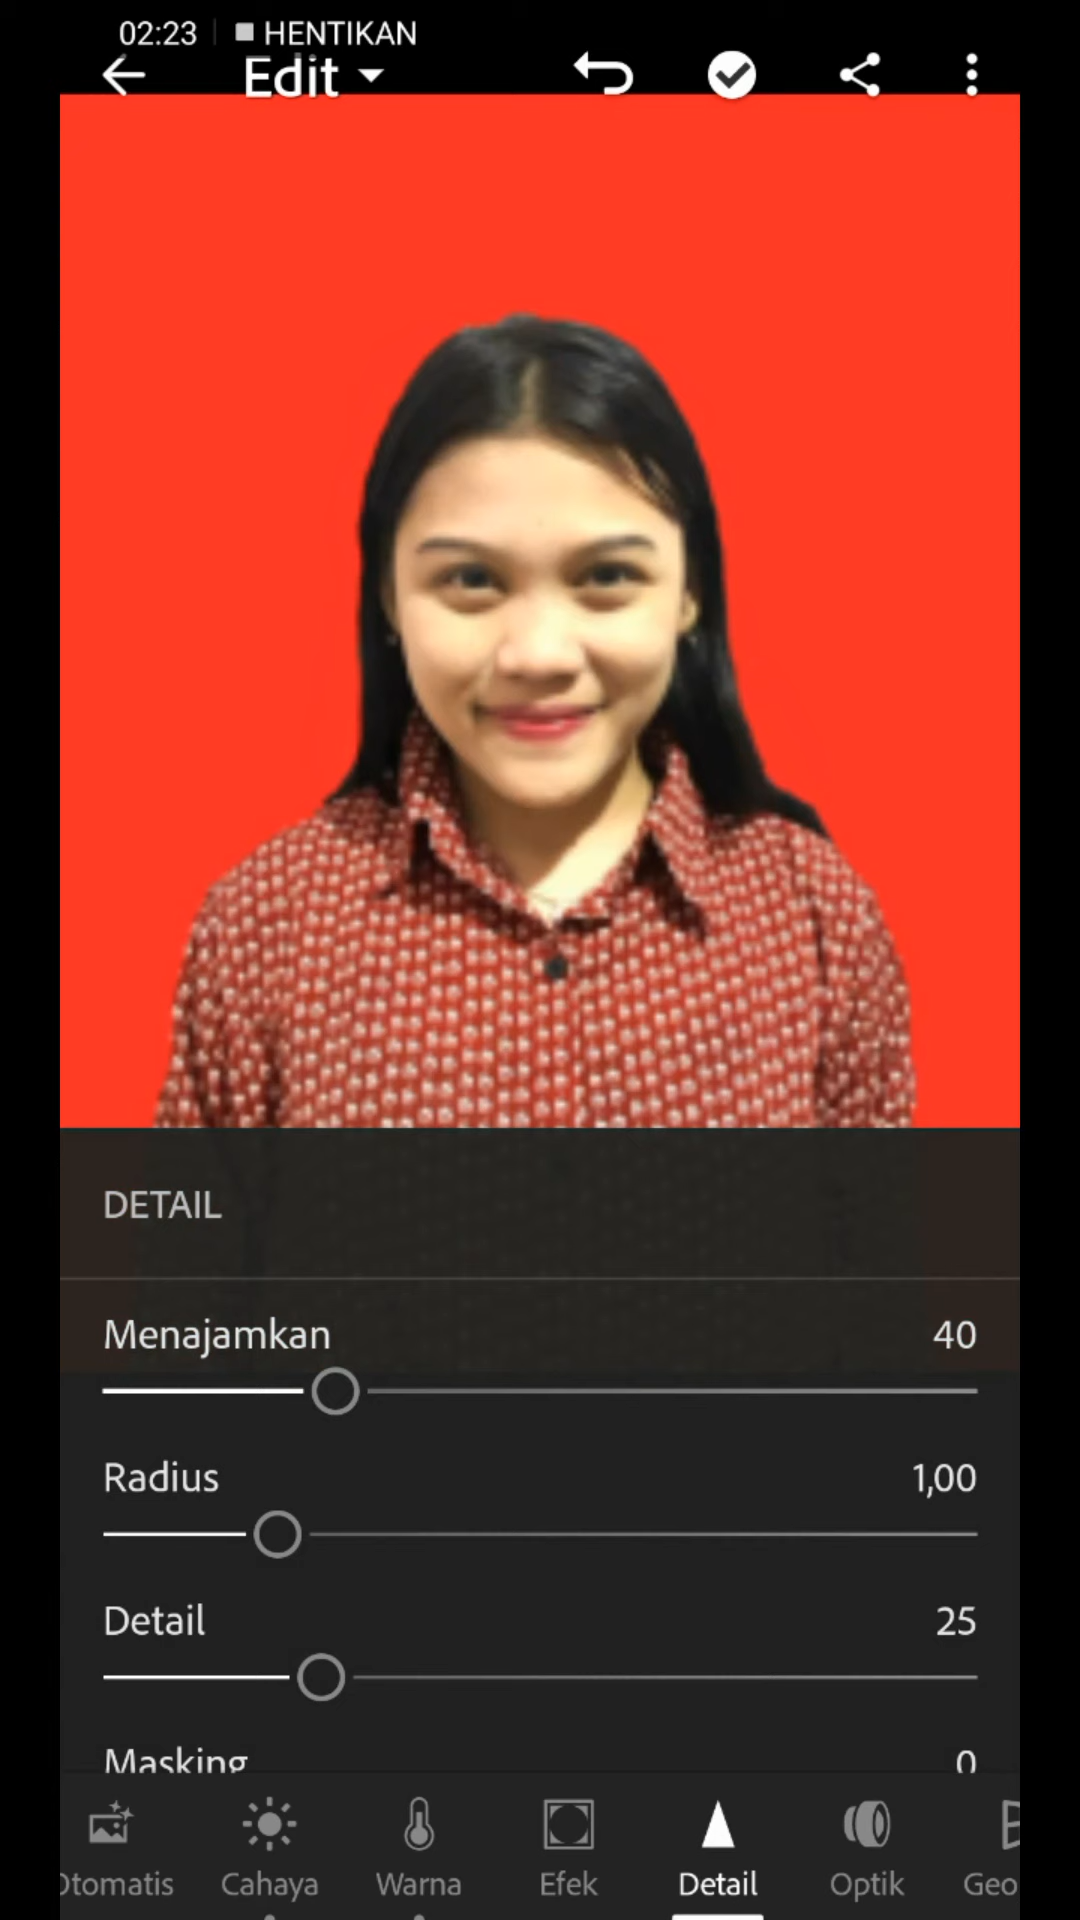 02:23 HENTIKAN
Edit
DETAIL
Menajamkan 40
Radius 1,00
Detail 25
Masking 0
Otomatis Cahaya Warna Efek Detail Optik Geo